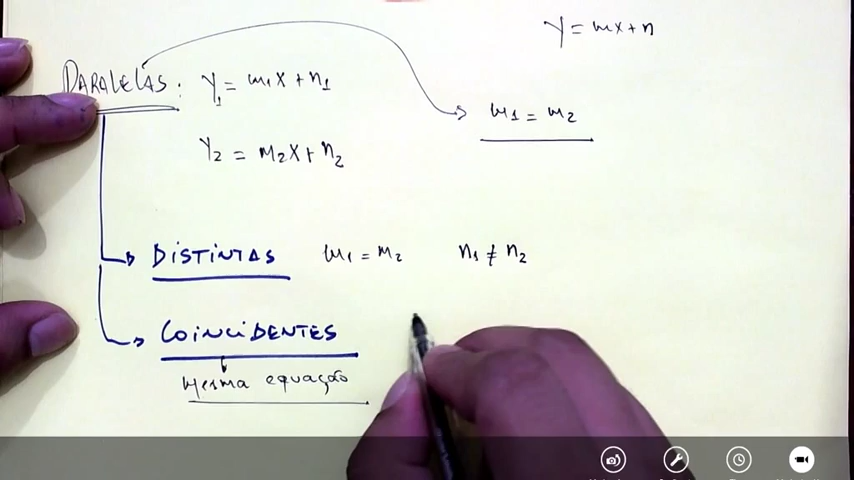 y = mx + n
PARALELAS: y1 = m1x + n1
m1 = m2
y2 = m2x + n2
DISTINTAS m1 = m2 n1 ≠ n2
COINCIDENTES
mesma equação